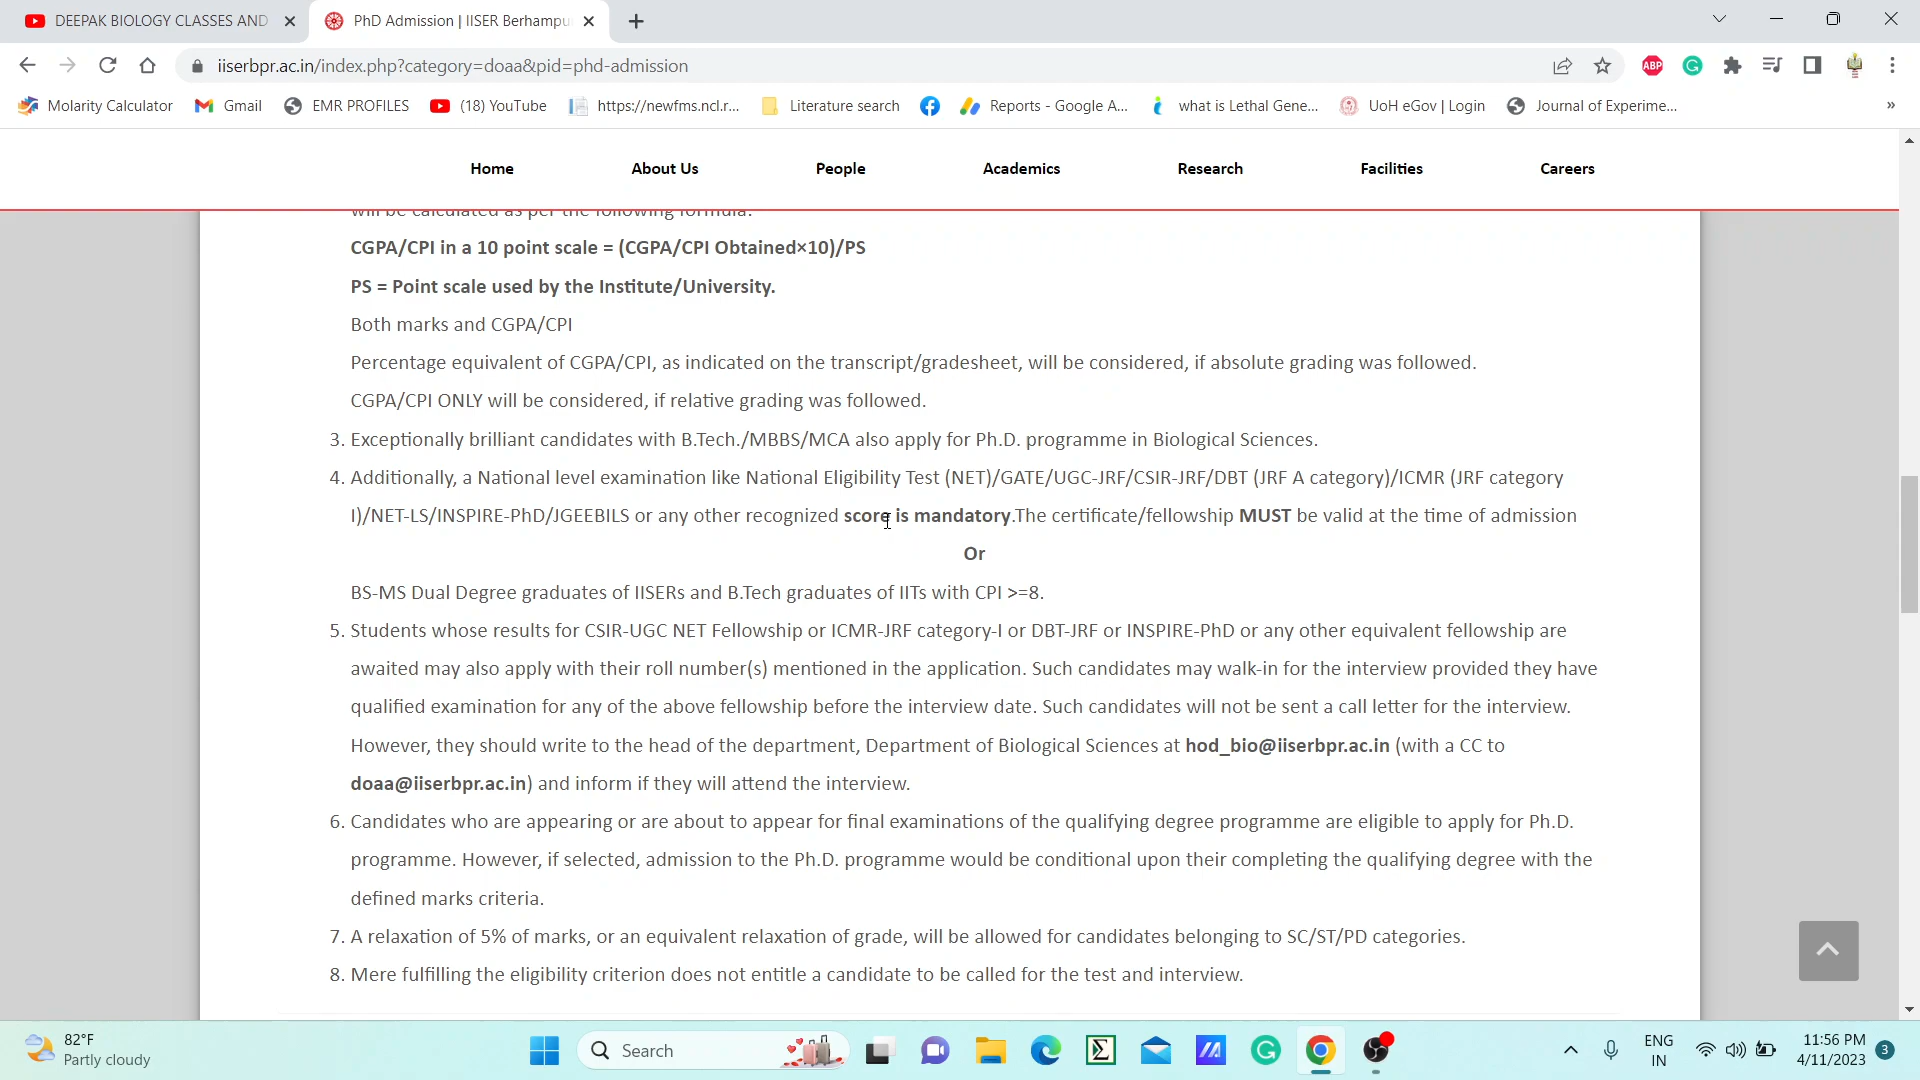 DEEPAK BIOLOGY CLASSES AND
PhD Admission | IISER Berhampu
iiserbpr.ac.in/index.php?category=doaa&pid=phd-admission
ABP
Molarity Calculator
Gmail
EMR PROFILES
(18) YouTube
https://newfms.ncl.r...
Literature search
Reports - Google A...
what is Lethal Gene...
UoH eGov | Login
Journal of Experime...
»
Home
About Us
People
Academics
Research
Facilities
Careers
will be calculated as per the following formula:
CGPA/CPI in a 10 point scale = (CGPA/CPI Obtained×10)/PS
PS = Point scale used by the Institute/University.
Both marks and CGPA/CPI
Percentage equivalent of CGPA/CPI, as indicated on the transcript/gradesheet, will be considered, if absolute grading was followed.
CGPA/CPI ONLY will be considered, if relative grading was followed.
3. Exceptionally brilliant candidates with B.Tech./MBBS/MCA also apply for Ph.D. programme in Biological Sciences.
4. Additionally, a National level examination like National Eligibility Test (NET)/GATE/UGC-JRF/CSIR-JRF/DBT (JRF A category)/ICMR (JRF category
I)/NET-LS/INSPIRE-PhD/JGEEBILS or any other recognized score is mandatory.The certificate/fellowship MUST be valid at the time of admission
Or
BS-MS Dual Degree graduates of IISERs and B.Tech graduates of IITs with CPI >=8.
5. Students whose results for CSIR-UGC NET Fellowship or ICMR-JRF category-I or DBT-JRF or INSPIRE-PhD or any other equivalent fellowship are
awaited may also apply with their roll number(s) mentioned in the application. Such candidates may walk-in for the interview provided they have
qualified examination for any of the above fellowship before the interview date. Such candidates will not be sent a call letter for the interview.
However, they should write to the head of the department, Department of Biological Sciences at hod_bio@iiserbpr.ac.in (with a CC to
doaa@iiserbpr.ac.in) and inform if they will attend the interview.
6. Candidates who are appearing or are about to appear for final examinations of the qualifying degree programme are eligible to apply for Ph.D.
programme. However, if selected, admission to the Ph.D. programme would be conditional upon their completing the qualifying degree with the
defined marks criteria.
7. A relaxation of 5% of marks, or an equivalent relaxation of grade, will be allowed for candidates belonging to SC/ST/PD categories.
8. Mere fulfilling the eligibility criterion does not entitle a candidate to be called for the test and interview.
82°F
Partly cloudy
Search
ENG
IN
11:56 PM
4/11/2023
3